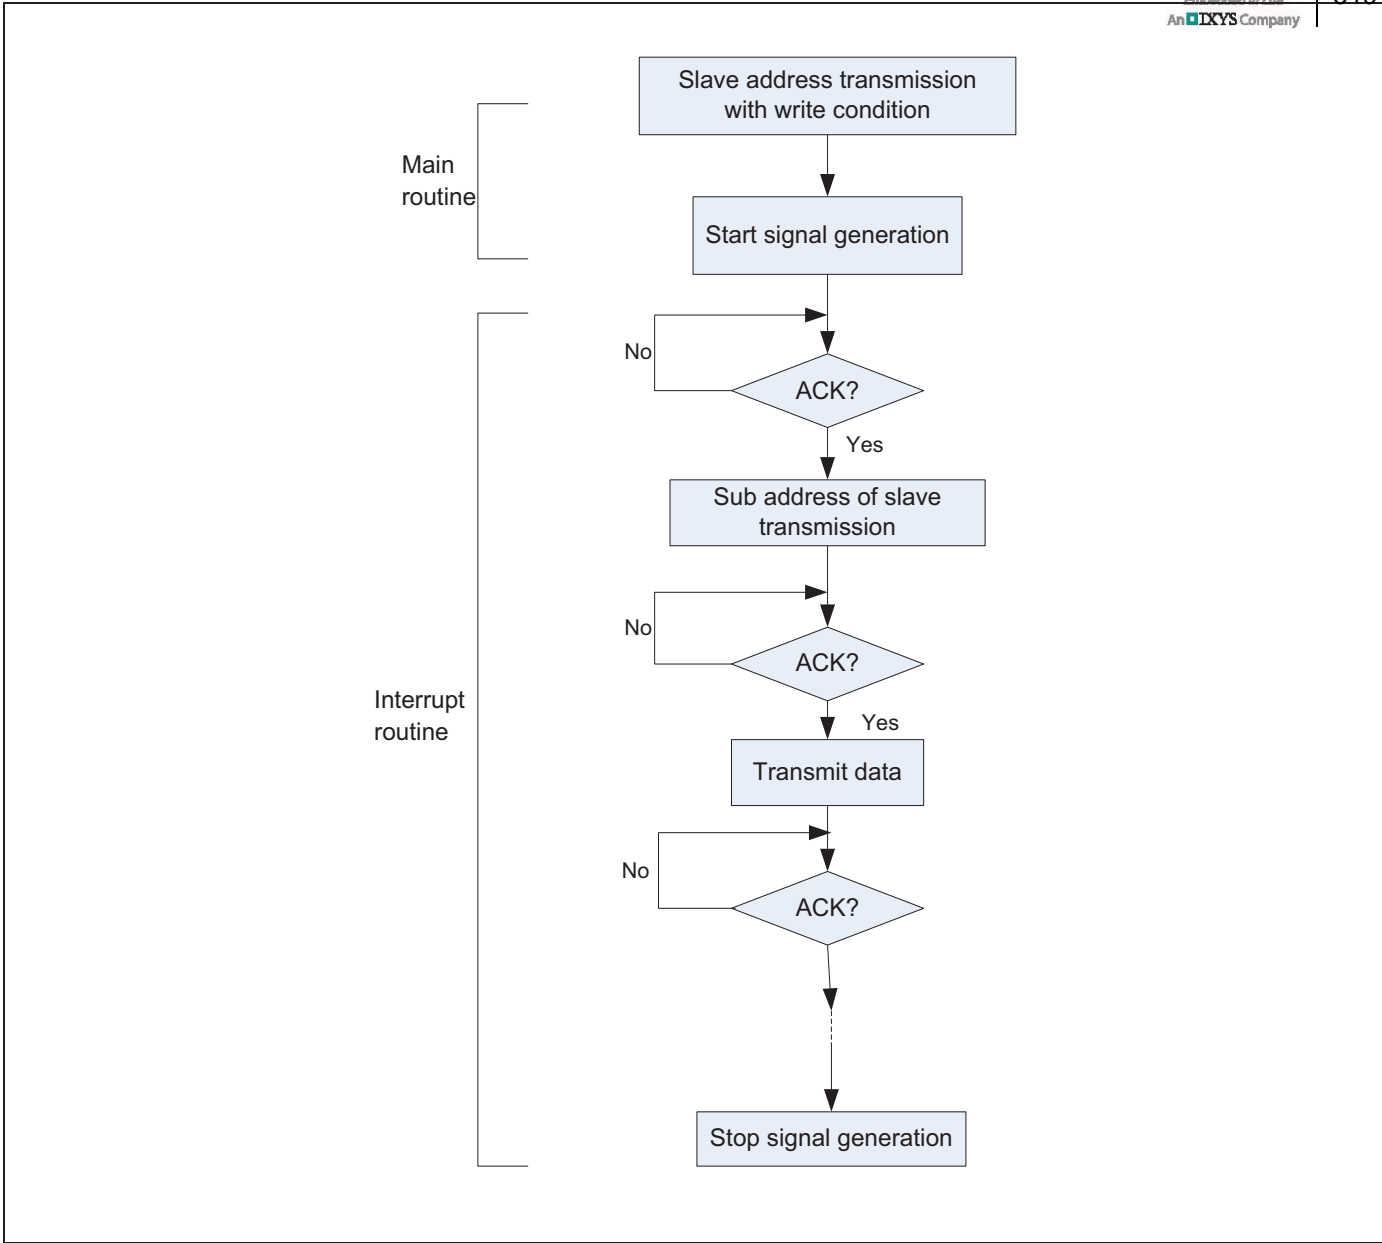 An IXYS Company
Slave address transmission
with write condition
Main
routine
Start signal generation
No
ACK?
Yes
Sub address of slave
transmission
No
ACK?
Interrupt
routine
Yes
Transmit data
No
ACK?
Stop signal generation